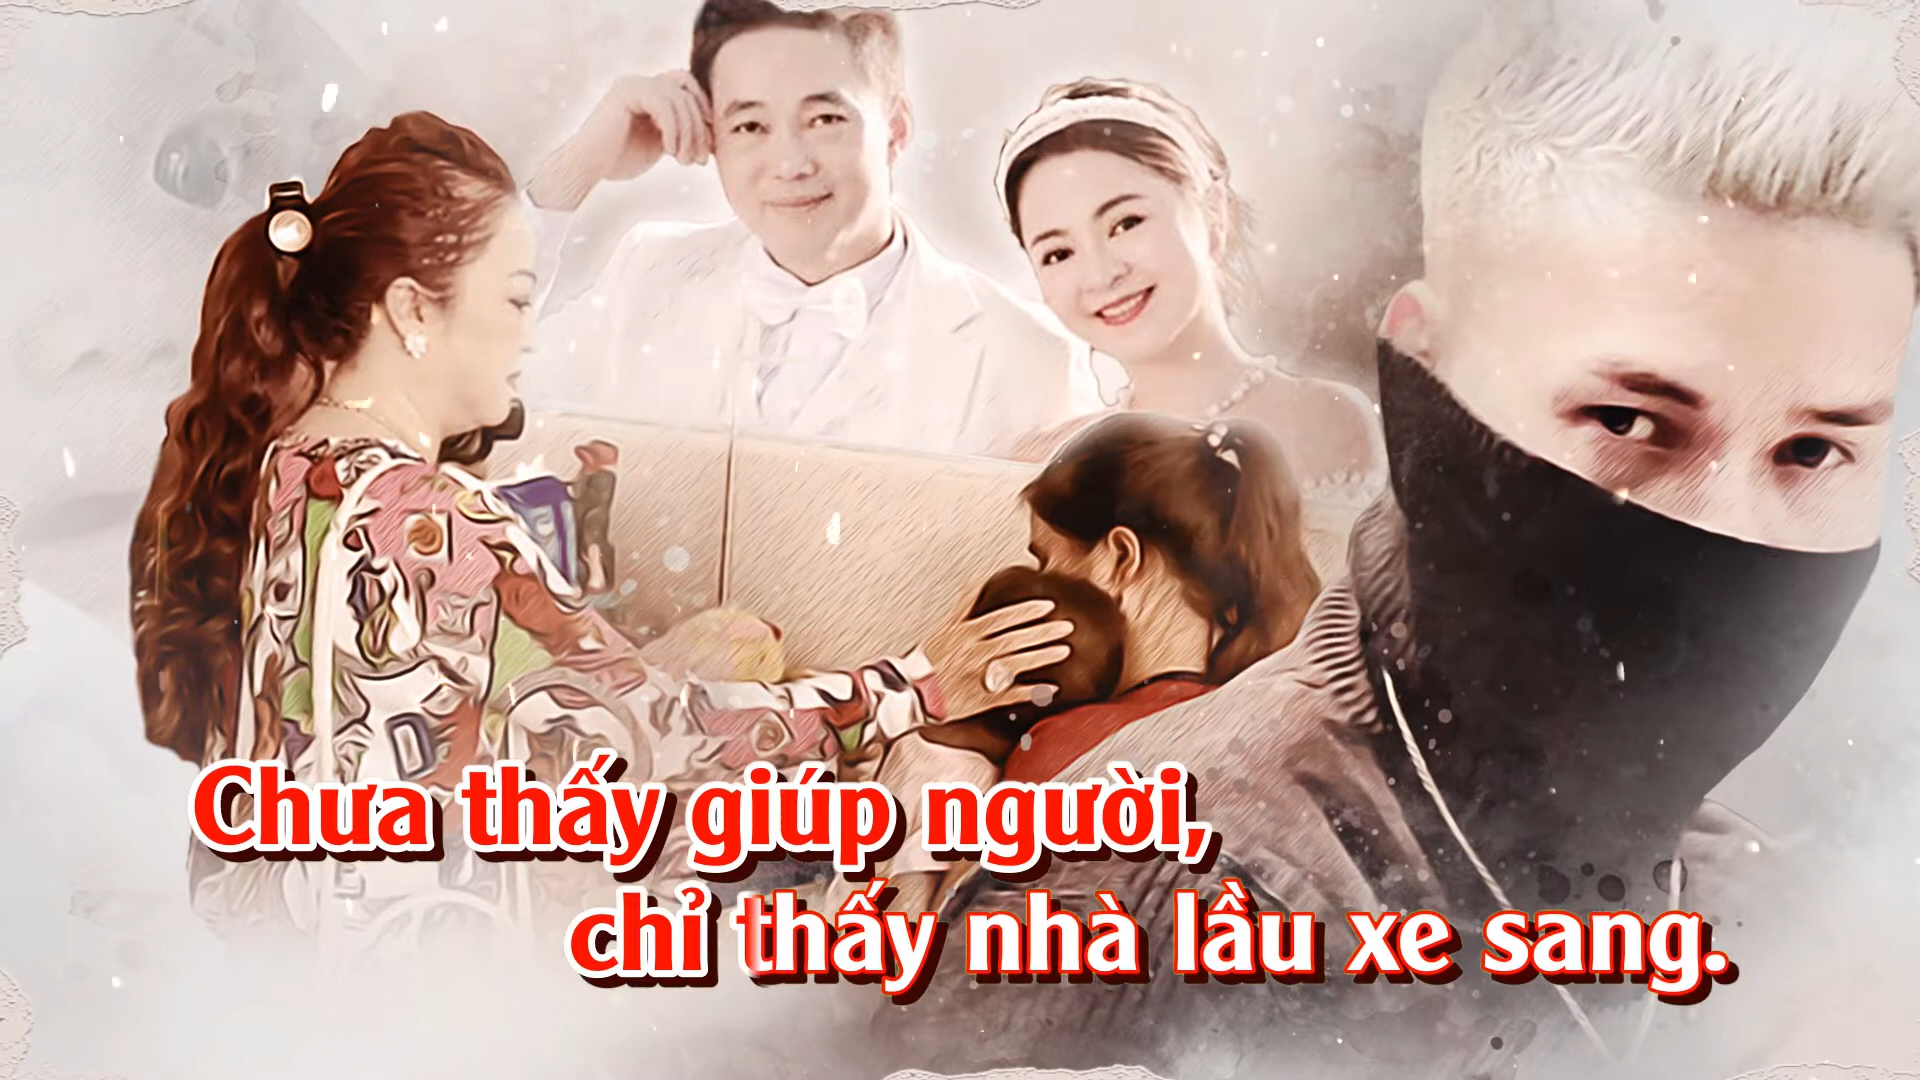 Chưa thấy giúp người,
chỉ thấy nhà lầu xe sang.